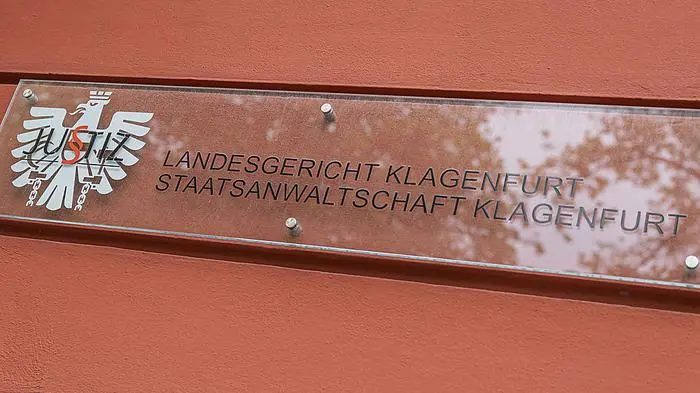 JUSTIZ
LANDESGERICHT KLAGENFURT
STAATSANWALTSCHAFT KLAGENFURT